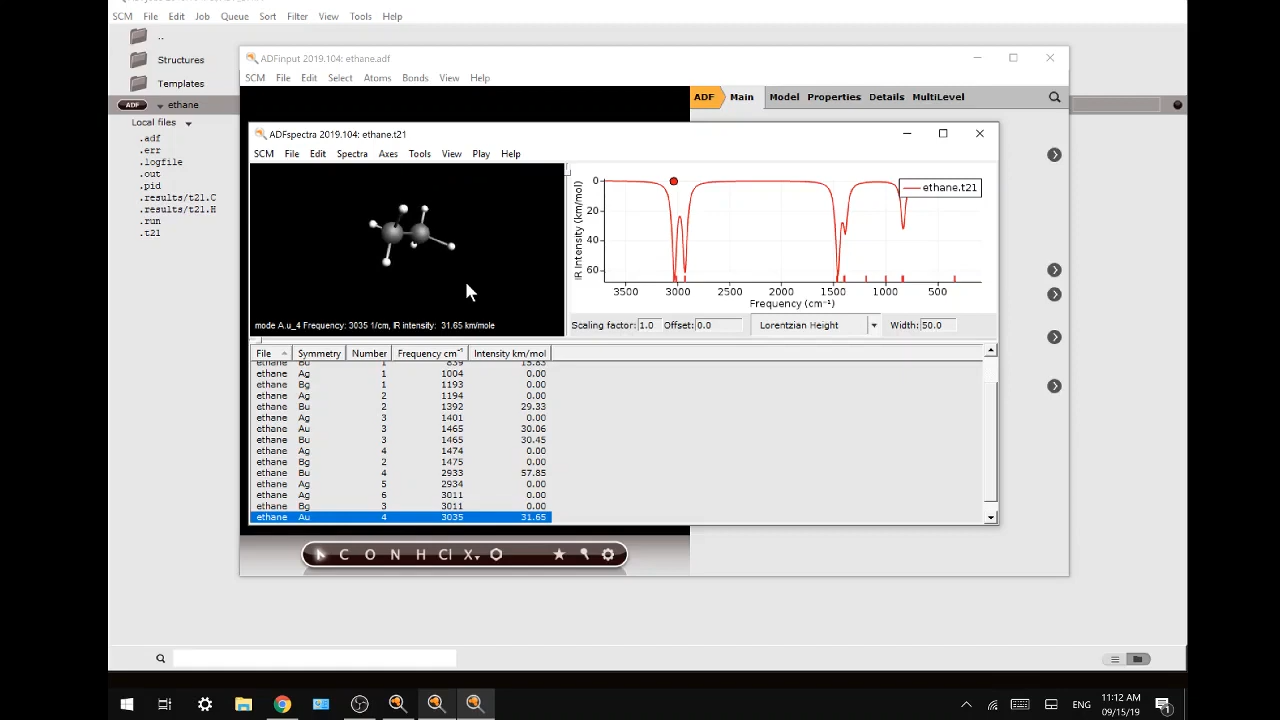 SCM File Edit Job Queue Sort Filter View Tools Help
..
Structures
Templates
ADF ethane
Local files
.adf
.err
.logfile
.out
.pid
.results/t21.C
.results/t21.H
.run
.t21
ADFinput 2019.104: ethane.adf
SCM File Edit Select Atoms Bonds View Help
ADF Main Model Properties Details MultiLevel
ADFspectra 2019.104: ethane.t21
SCM File Edit Spectra Axes Tools View Play Help
mode A.u_4 Frequency: 3035 1/cm, IR intensity: 31.65 km/mole
IR Intensity (km/mol)
0
20
40
60
ethane.t21
3500 3000 2500 2000 1500 1000 500
Frequency (cm⁻¹)
Scaling factor: 1.0 Offset: 0.0 Lorentzian Height Width: 50.0
File Symmetry Number Frequency cm⁻¹ Intensity km/mol
ethane Bu 1 839 15.83
ethane Ag 1 1004 0.00
ethane Bg 1 1193 0.00
ethane Ag 2 1194 0.00
ethane Bu 2 1392 29.33
ethane Ag 3 1401 0.00
ethane Au 3 1465 30.06
ethane Bu 3 1465 30.45
ethane Ag 4 1474 0.00
ethane Bg 2 1475 0.00
ethane Bu 4 2933 57.85
ethane Ag 5 2934 0.00
ethane Ag 6 3011 0.00
ethane Bg 3 3011 0.00
ethane Au 4 3035 31.65
C O N H Cl X
ENG
11:12 AM
09/15/19
1